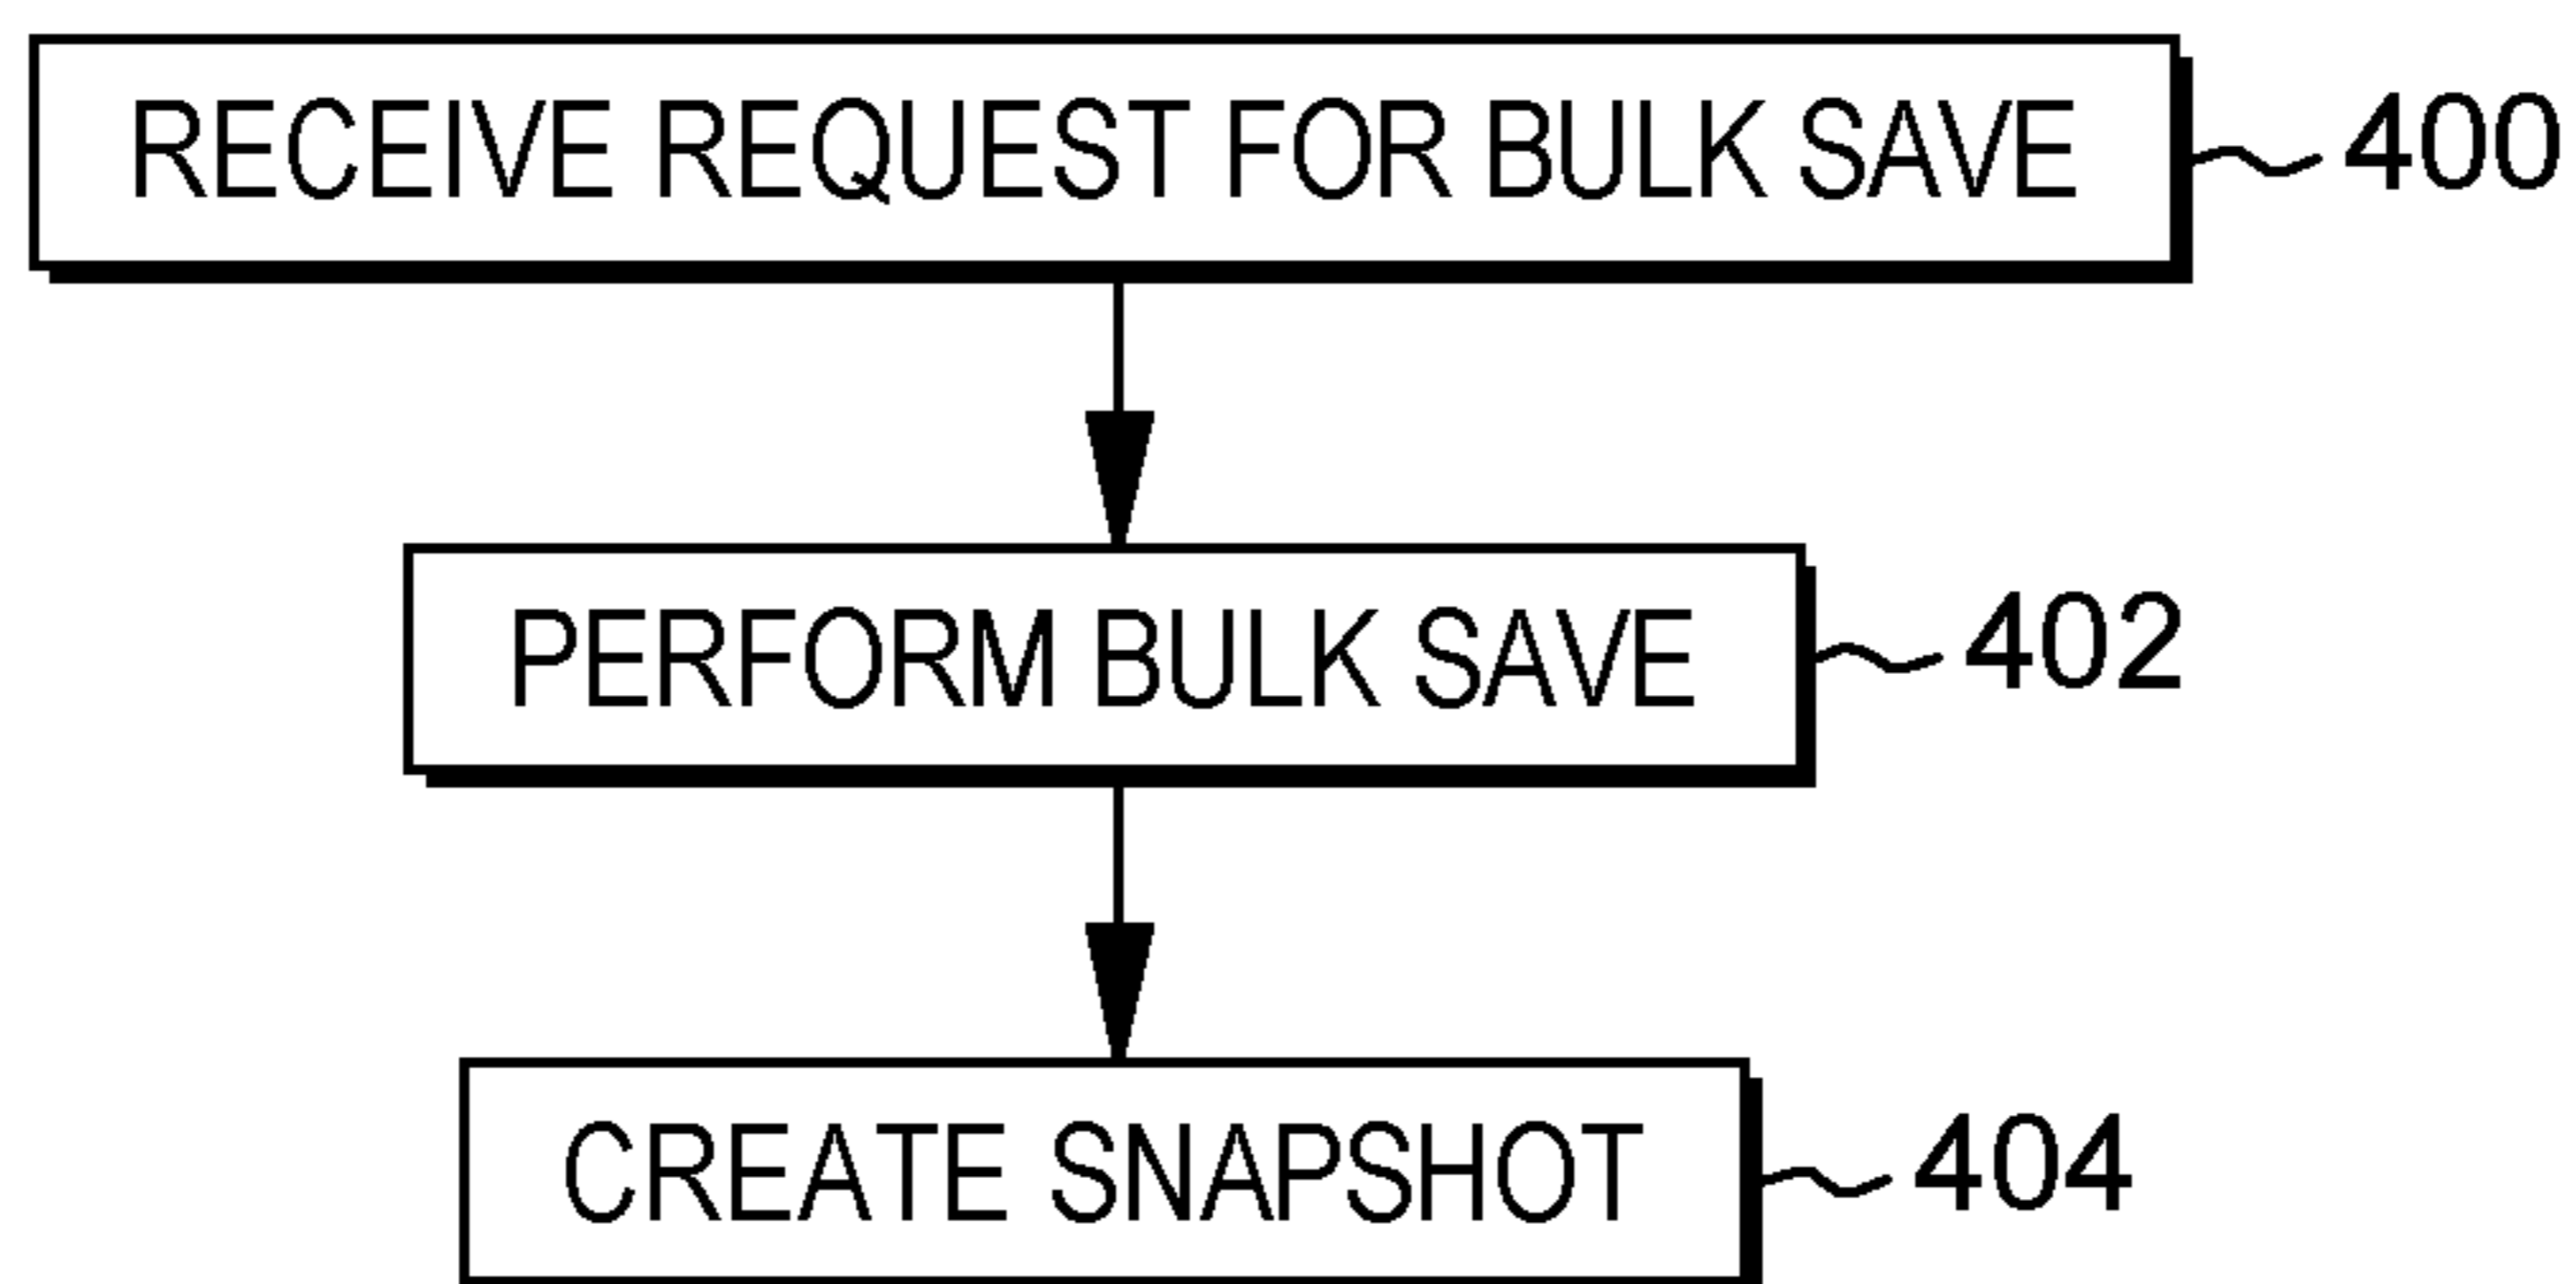 RECEIVE REQUEST FOR BULK SAVE 400
PERFORM BULK SAVE 402
CREATE SNAPSHOT 404